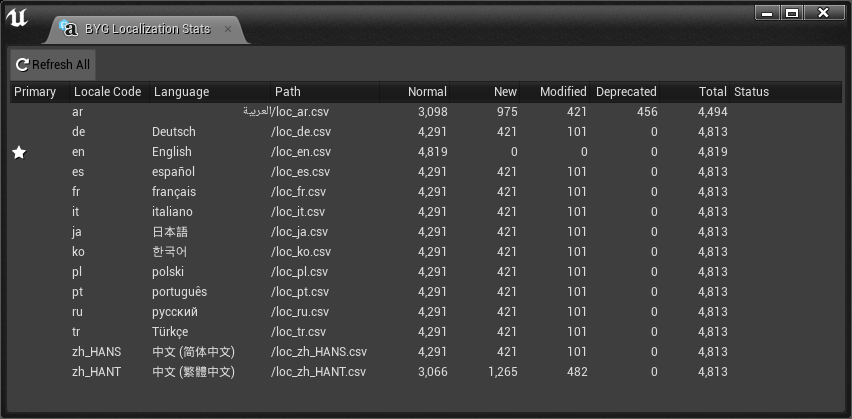 BYG Localization Stats
Refresh All
Primary Locale Code Language Path Normal New Modified Deprecated Total Status
ar العربية /loc_ar.csv 3,098 975 421 456 4,494
de Deutsch /loc_de.csv 4,291 421 101 0 4,813
en English /loc_en.csv 4,819 0 0 0 4,819
es español /loc_es.csv 4,291 421 101 0 4,813
fr français /loc_fr.csv 4,291 421 101 0 4,813
it italiano /loc_it.csv 4,291 421 101 0 4,813
ja 日本語 /loc_ja.csv 4,291 421 101 0 4,813
ko 한국어 /loc_ko.csv 4,291 421 101 0 4,813
pl polski /loc_pl.csv 4,291 421 101 0 4,813
pt português /loc_pt.csv 4,291 421 101 0 4,813
ru русский /loc_ru.csv 4,291 421 101 0 4,813
tr Türkçe /loc_tr.csv 4,291 421 101 0 4,813
zh_HANS 中文 (简体中文) /loc_zh_HANS.csv 4,291 421 101 0 4,813
zh_HANT 中文 (繁體中文) /loc_zh_HANT.csv 3,066 1,265 482 0 4,813